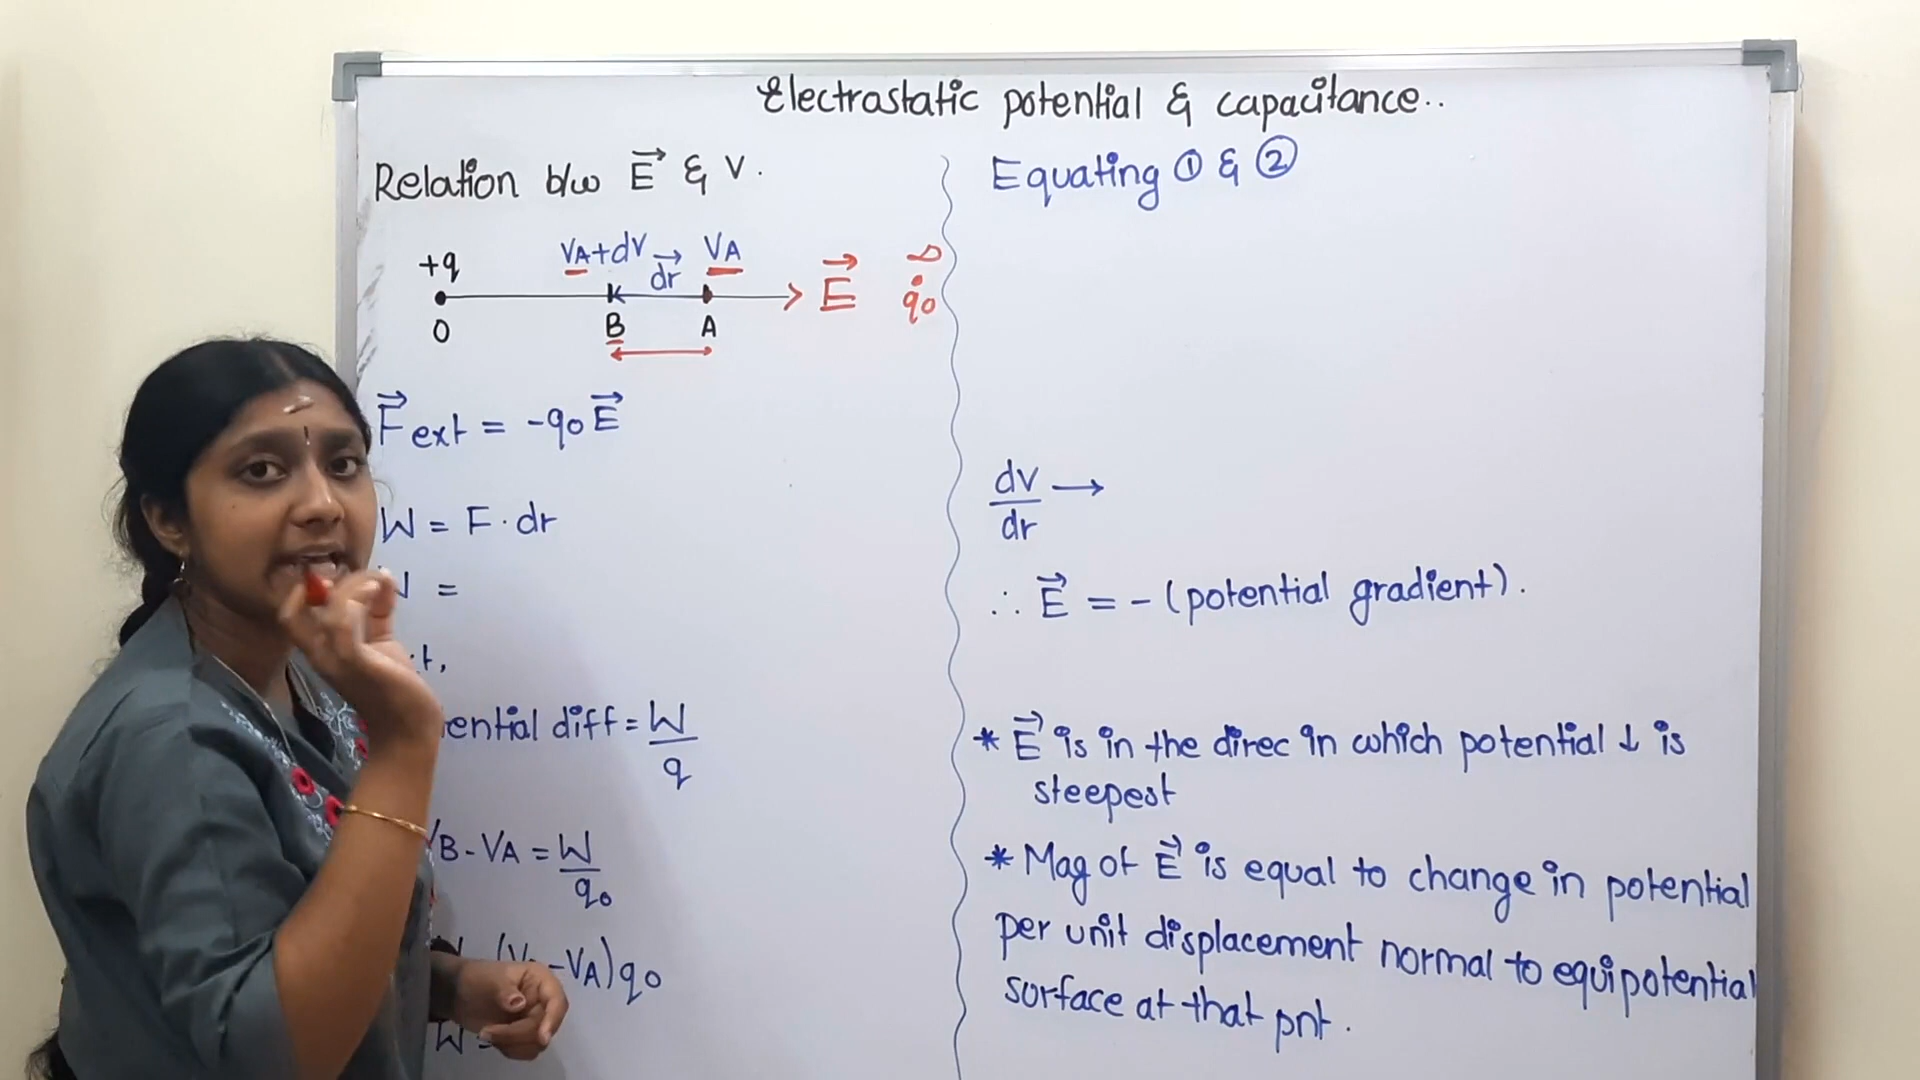 Electrastatic potential & capacitance..
Relation b/w E⃗ & V.
+q VA+dV dr⃗ VA E⃗ ∞
q0
O B A
F⃗ext = -q0E⃗
W = F·dr
=
ential diff = W/q
VB-VA = W/q0
-VA)q0
W =
Equating ① & ②
dV/dr →
∴ E⃗ = -(potential gradient).
* E⃗ is in the direc in which potential ↓ is
steepest
* Mag of E⃗ is equal to change in potential
per unit displacement normal to equipotential
surface at that pnt.